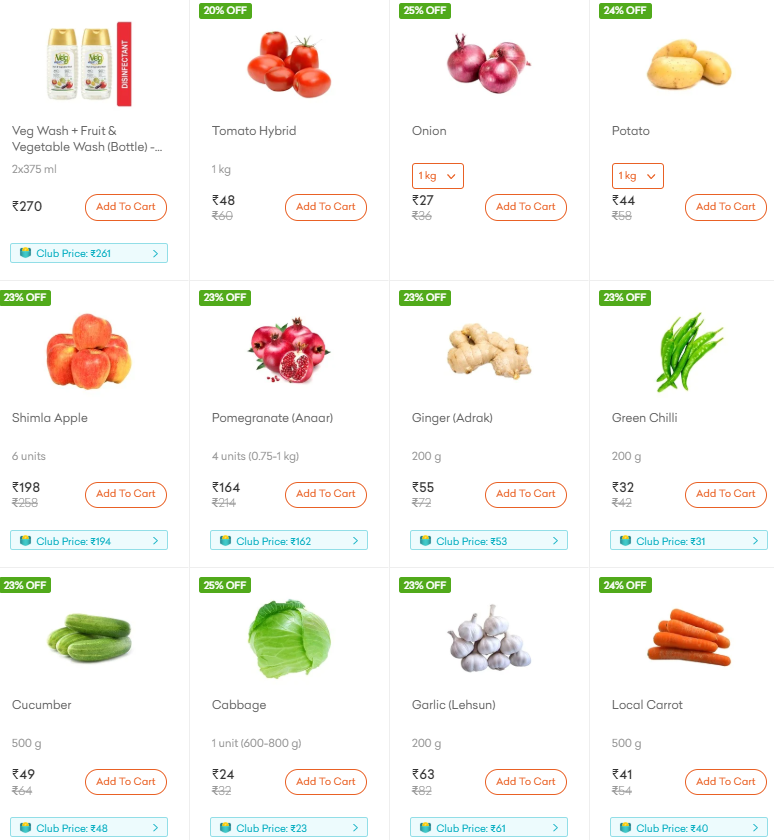 20% OFF
25% OFF
24% OFF
Veg
DISINFECTANT
Veg Wash + Fruit &
Vegetable Wash (Bottle) -...
Tomato Hybrid
Onion
Potato
2x375 ml
1 kg
1 kg
1 kg
₹270
Add To Cart
₹48
₹60
Add To Cart
₹27
₹36
Add To Cart
₹44
₹58
Add To Cart
Club Price: ₹261
23% OFF
23% OFF
23% OFF
23% OFF
Shimla Apple
Pomegranate (Anaar)
Ginger (Adrak)
Green Chilli
6 units
4 units (0.75-1 kg)
200 g
200 g
₹198
₹258
Add To Cart
₹164
₹214
Add To Cart
₹55
₹72
Add To Cart
₹32
₹42
Add To Cart
Club Price: ₹194
Club Price: ₹162
Club Price: ₹53
Club Price: ₹31
23% OFF
25% OFF
23% OFF
24% OFF
Cucumber
Cabbage
Garlic (Lehsun)
Local Carrot
500 g
1 unit (600-800 g)
200 g
500 g
₹49
₹64
Add To Cart
₹24
₹32
Add To Cart
₹63
₹82
Add To Cart
₹41
₹54
Add To Cart
Club Price: ₹48
Club Price: ₹23
Club Price: ₹61
Club Price: ₹40